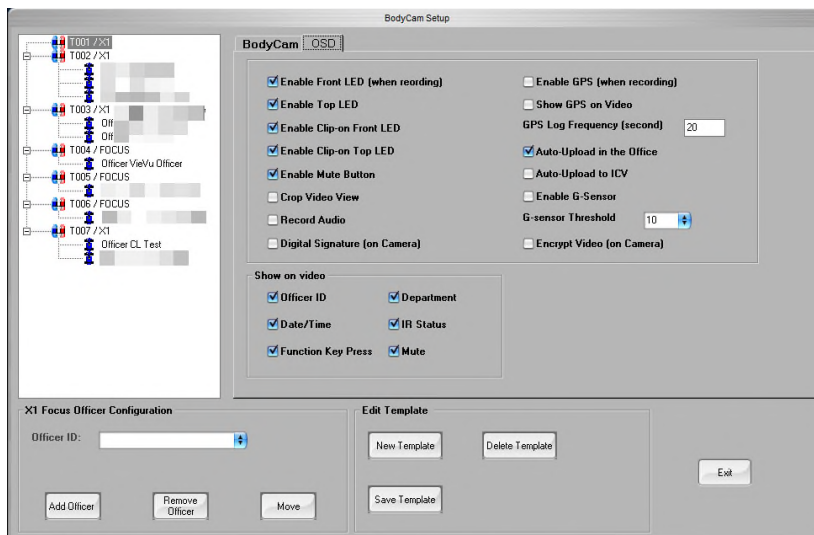 BodyCam Setup
T001 / X1
T002 / X1
T003 / X1
Off
Off
T004 / FOCUS
Officer VieVu Officer
T005 / FOCUS
T006 / FOCUS
T007 / X1
Officer CL Test
BodyCam OSD
Enable Front LED (when reording)
Enable Top LED
Enable Clip-on Front LED
Enable Clip-on Top LED
Enable Mute Button
Crop Video View
Record Audio
Digital Signature (on Camera)
Enable GPS (when recording)
Show GPS on Video
GPS Log Frequency (second) 20
Auto-Upload in the Office
Auto-Upload to ICV
Enable G-Sensor
G-sensor Threshold 10
Encrypt Video (on Camera)
Show on video
Officer ID Department
Date/Time IR Status
Function Key Press Mute
X1 Focus Officer Configuration
Officer ID:
Add Officer
Remove
Officer
Move
Edit Template
New Template
Delete Template
Save Template
Exit